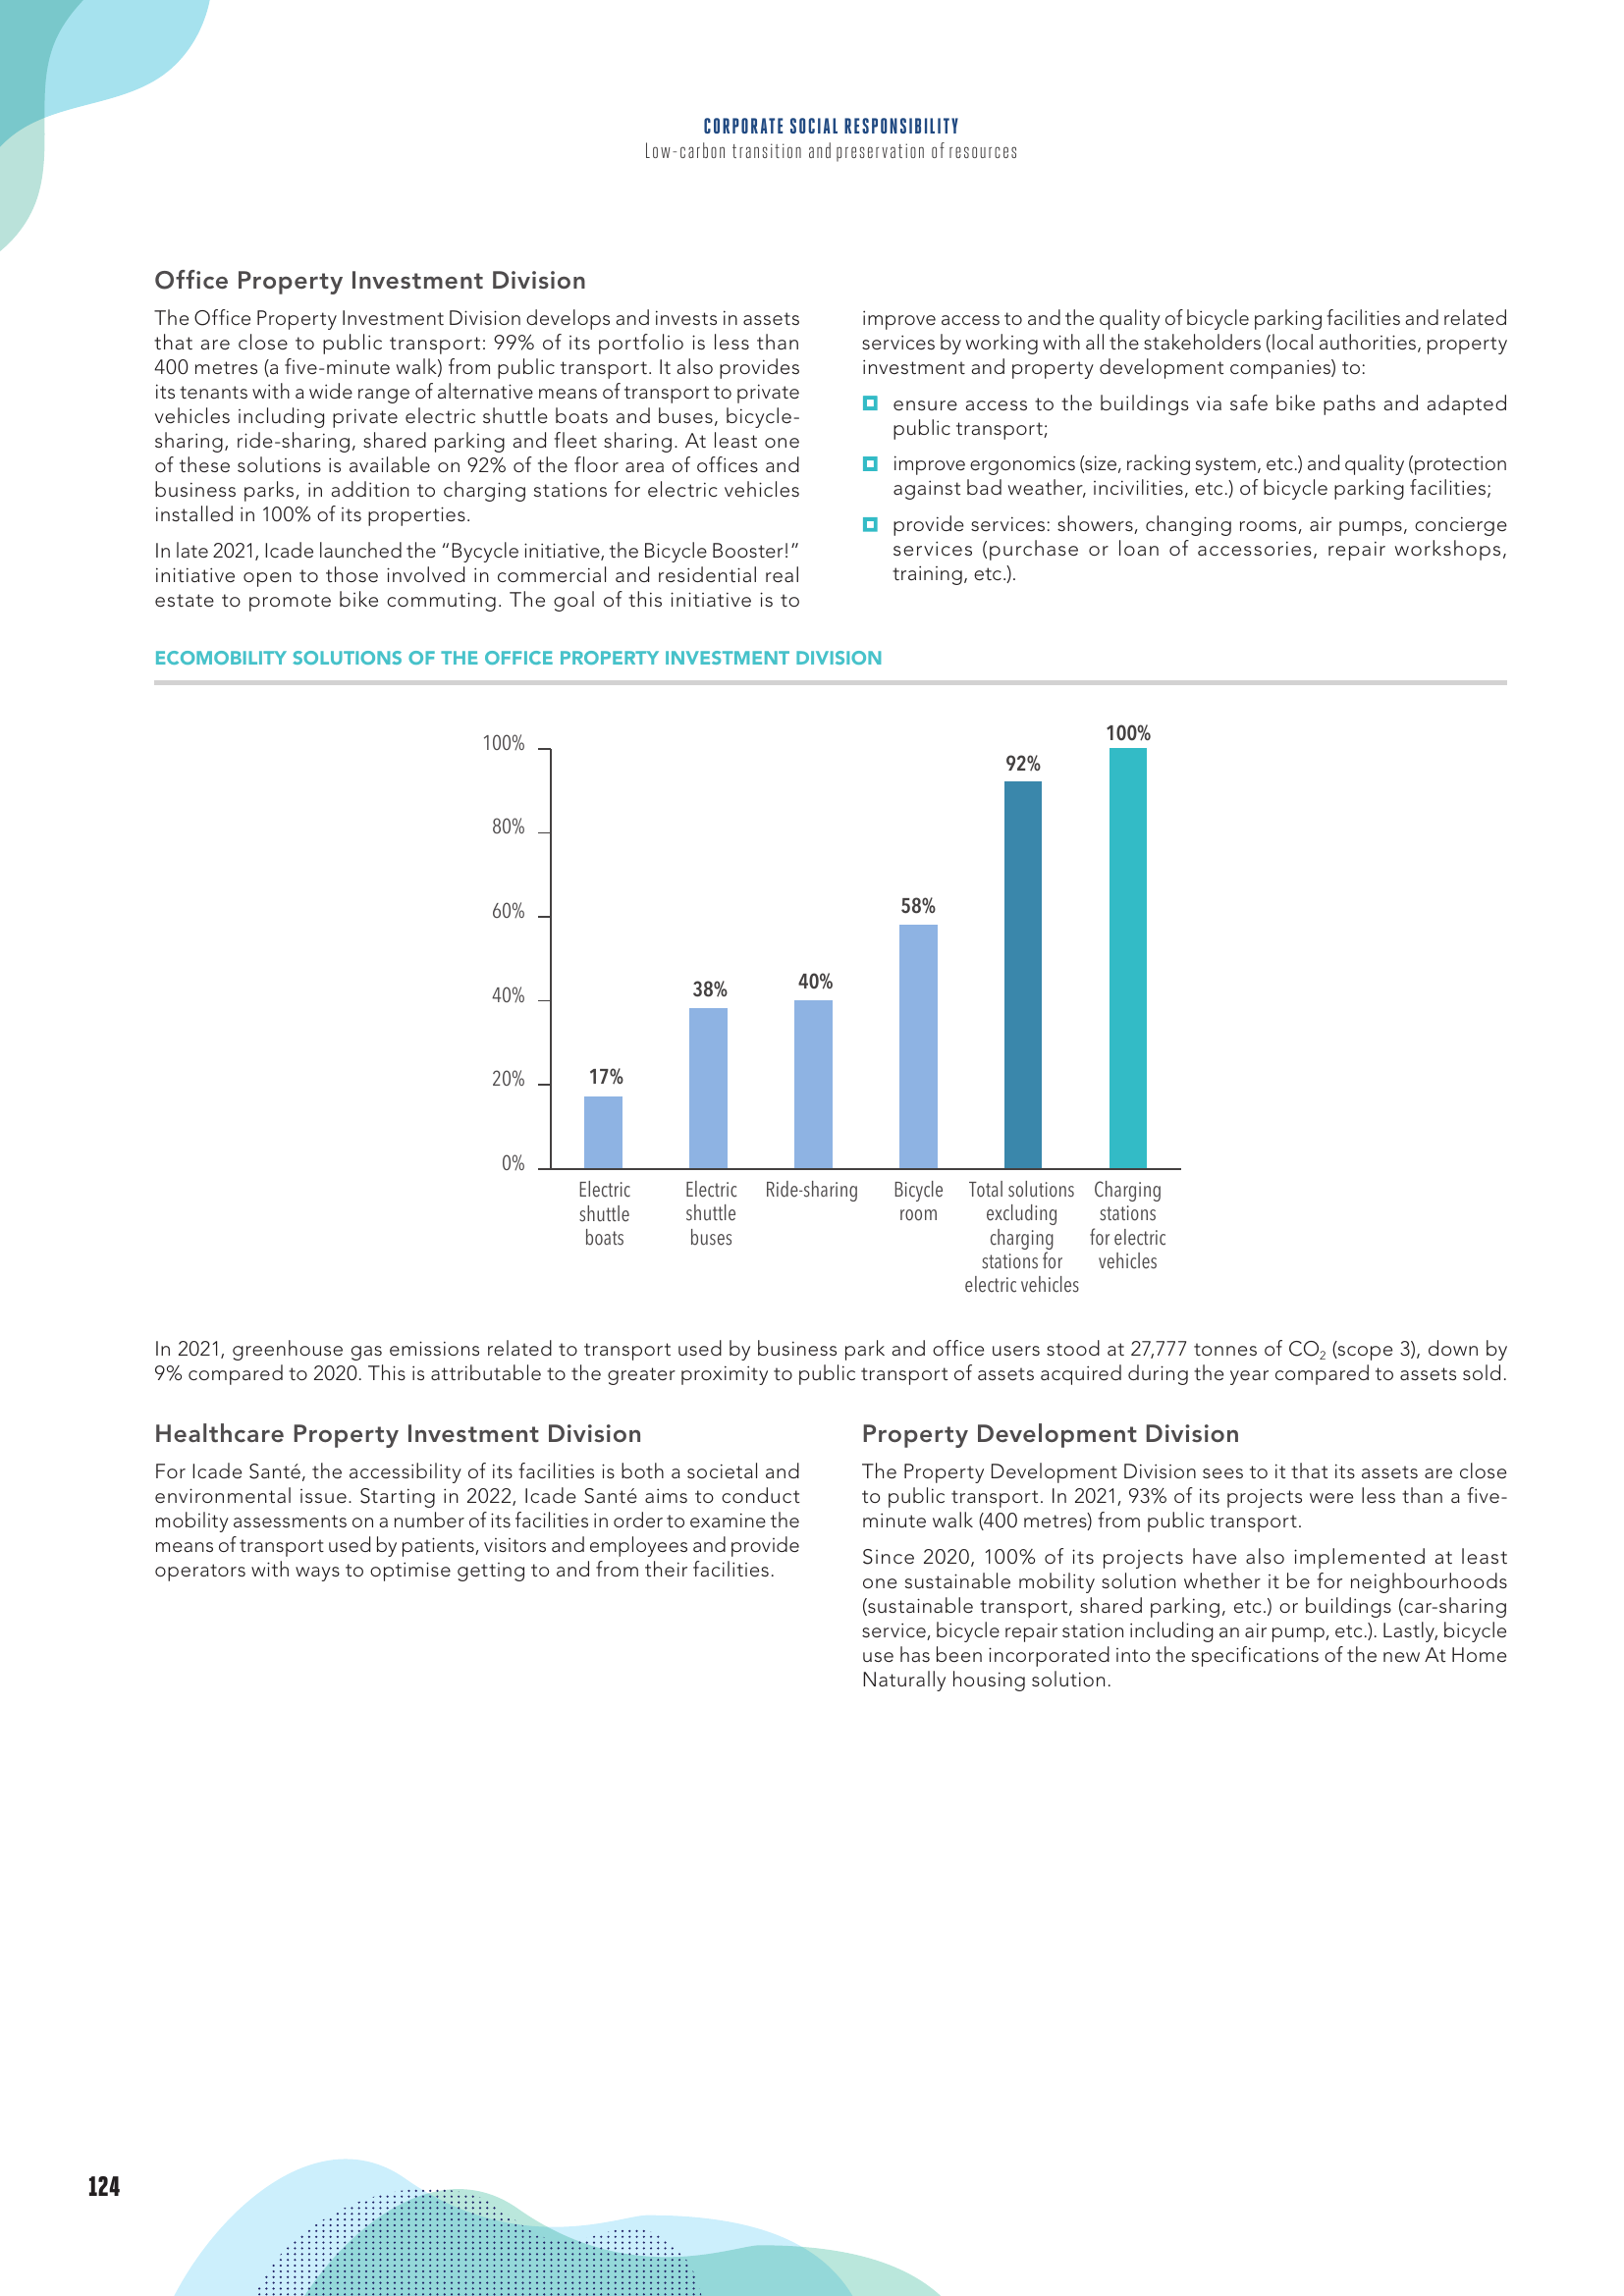 CORPORATE SOCIAL RESPONSIBILITY
Low-carbon transition and preservation of resources
Office Property Investment Division
The Office Property Investment Division develops and invests in assets
that are close to public transport: 99% of its portfolio is less than
400 metres (a five-minute walk) from public transport. It also provides
its tenants with a wide range of alternative means of transport to private
vehicles including private electric shuttle boats and buses, bicycle-
sharing, ride-sharing, shared parking and fleet sharing. At least one
of these solutions is available on 92% of the floor area of offices and
business parks, in addition to charging stations for electric vehicles
installed in 100% of its properties.
In late 2021, Icade launched the “Bycycle initiative, the Bicycle Booster!”
initiative open to those involved in commercial and residential real
estate to promote bike commuting. The goal of this initiative is to
improve access to and the quality of bicycle parking facilities and related
services by working with all the stakeholders (local authorities, property
investment and property development companies) to:
ensure access to the buildings via safe bike paths and adapted
public transport;
improve ergonomics (size, racking system, etc.) and quality (protection
against bad weather, incivilities, etc.) of bicycle parking facilities;
provide services: showers, changing rooms, air pumps, concierge
services (purchase or loan of accessories, repair workshops,
training, etc.).
ECOMOBILITY SOLUTIONS OF THE OFFICE PROPERTY INVESTMENT DIVISION
100%
80%
60%
40%
20%
0%
17%
38%
40%
58%
92%
100%
Electric
shuttle
boats
Electric
shuttle
buses
Ride-sharing
Bicycle
room
Total solutions
excluding
charging
stations for
electric vehicles
Charging
stations
for electric
vehicles
In 2021, greenhouse gas emissions related to transport used by business park and office users stood at 27,777 tonnes of CO₂ (scope 3), down by
9% compared to 2020. This is attributable to the greater proximity to public transport of assets acquired during the year compared to assets sold.
Healthcare Property Investment Division
For Icade Santé, the accessibility of its facilities is both a societal and
environmental issue. Starting in 2022, Icade Santé aims to conduct
mobility assessments on a number of its facilities in order to examine the
means of transport used by patients, visitors and employees and provide
operators with ways to optimise getting to and from their facilities.
Property Development Division
The Property Development Division sees to it that its assets are close
to public transport. In 2021, 93% of its projects were less than a five-
minute walk (400 metres) from public transport.
Since 2020, 100% of its projects have also implemented at least
one sustainable mobility solution whether it be for neighbourhoods
(sustainable transport, shared parking, etc.) or buildings (car-sharing
service, bicycle repair station including an air pump, etc.). Lastly, bicycle
use has been incorporated into the specifications of the new At Home
Naturally housing solution.
124